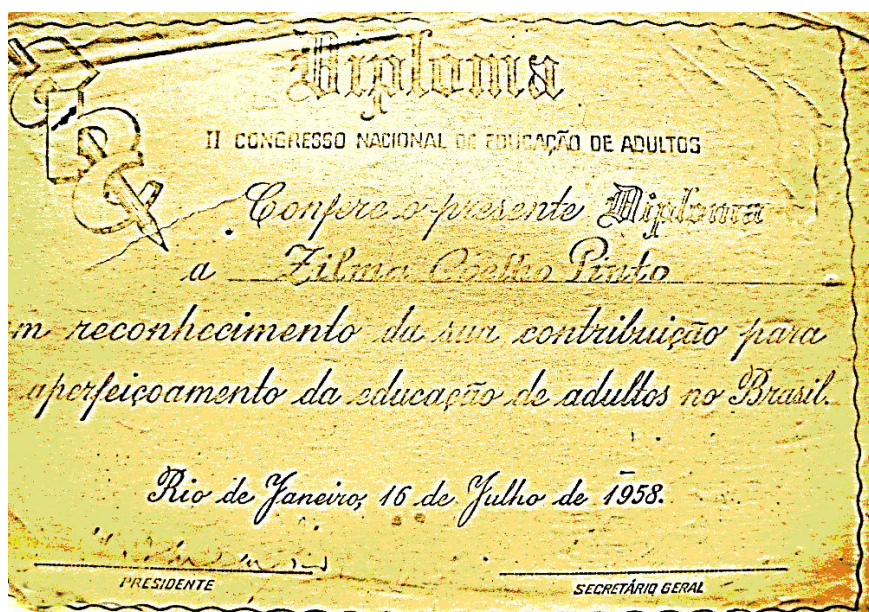 Diploma
II CONGRESSO NACIONAL DE EDUCAÇÃO DE ADULTOS
Confere o presente Diploma
a Zilma Coelho Pinto
m reconhecimento da sua contribuição para
aperfeiçoamento da educação de adultos no Brasil.
Rio de Janeiro, 16 de Julho de 1958.
PRESIDENTE
SECRETÁRIO GERAL